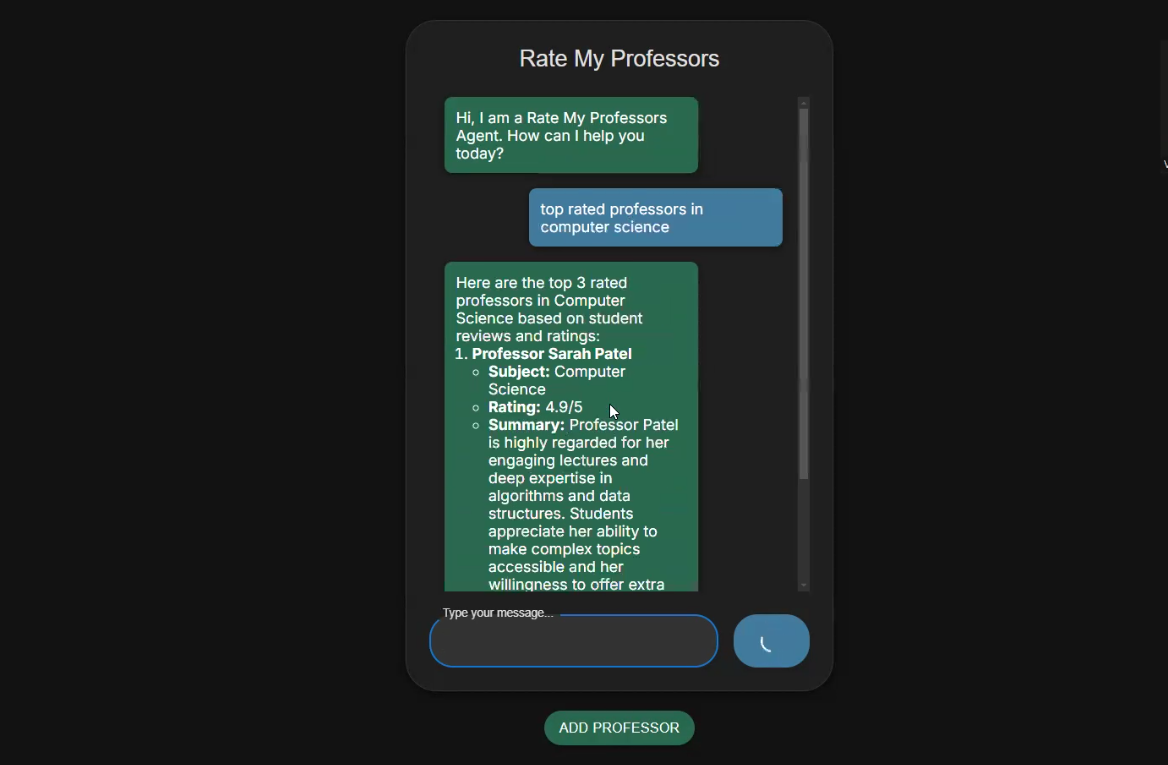 Rate My Professors
Hi, I am a Rate My Professors
Agent. How can I help you
today?
top rated professors in
computer science
Here are the top 3 rated
professors in Computer
Science based on student
reviews and ratings:
1. Professor Sarah Patel
Subject: Computer
Science
Rating: 4.9/5
Summary: Professor Patel
is highly regarded for her
engaging lectures and
deep expertise in
algorithms and data
structures. Students
appreciate her ability to
make complex topics
accessible and her
willingness to offer extra
Type your message...
ADD PROFESSOR